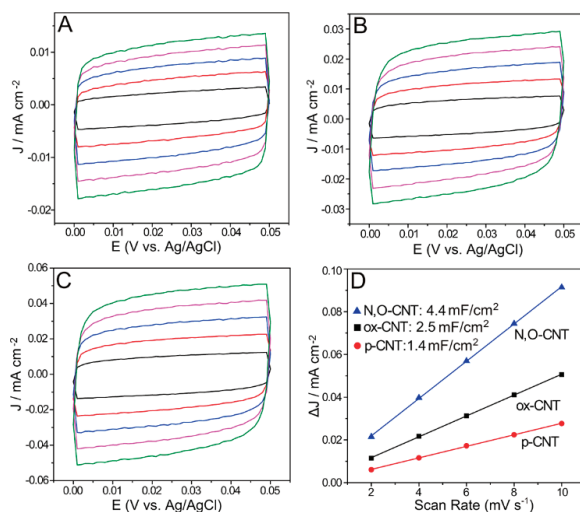 A
J / mA cm⁻²
0.01
0.00
-0.01
-0.02
0.00 0.01 0.02 0.03 0.04 0.05
E (V vs. Ag/AgCl)
B
J / mA cm⁻²
0.03
0.02
0.01
0.00
-0.01
-0.02
-0.03
0.00 0.01 0.02 0.03 0.04 0.05
E (V vs. Ag/AgCl)
C
J / mA cm⁻²
0.06
0.04
0.02
0.00
-0.02
-0.04
-0.06
0.00 0.01 0.02 0.03 0.04 0.05
E (V vs. Ag/AgCl)
D
ΔJ / mA cm⁻²
0.10
0.08
0.06
0.04
0.02
0.00
N,O-CNT: 4.4 mF/cm²
ox-CNT: 2.5 mF/cm²
p-CNT:1.4 mF/cm²
N,O-CNT
ox-CNT
p-CNT
2 4 6 8 10
Scan Rate (mV s⁻¹)